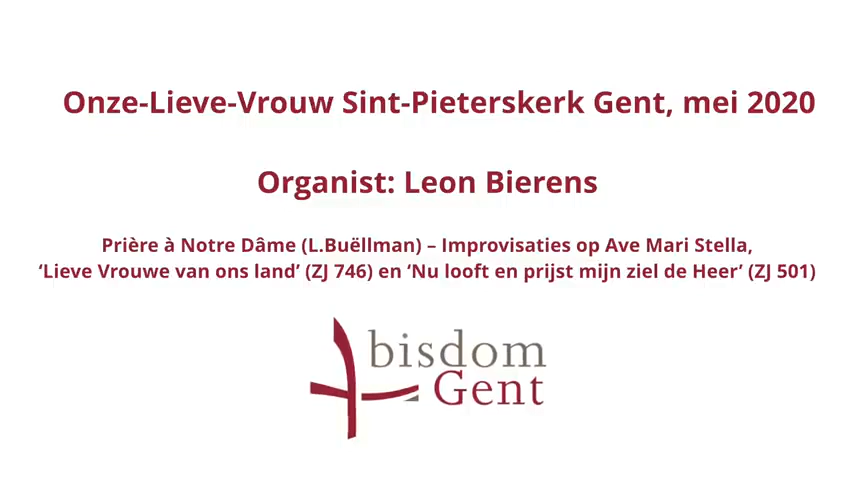 Onze-Lieve-Vrouw Sint-Pieterskerk Gent, mei 2020
Organist: Leon Bierens
Prière à Notre Dâme (L.Buëllman) – Improvisaties op Ave Mari Stella,
‘Lieve Vrouwe van ons land’ (ZJ 746) en ‘Nu looft en prijst mijn ziel de Heer’ (ZJ 501)
bisdom
Gent